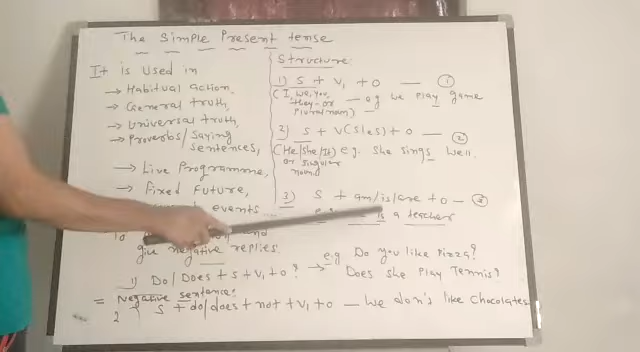 The Simple Present tense
It is used in
→ Habitual action,
→ General truth,
→ Universal truth,
→ Proverbs/Saying
sentences,
→ Live Programme,
→ Fixed Future,
events
To and
give negative replies.
Structure
1) S + V1 + O — ①
(I, we, you,
they - or
Plural noun) — eg we play game
2) S + V(s/es) + O — ②
(He/She/It) e.g. She sings well.
or singular
noun
3) S + am/is/are + O — ③
is a teacher
1) Do/Does + S + V1 + O? → e.g Do you like Pizza?
Does she play Tennis?
= Negative sentence:
2 S + do/does + not + V1 + O — We don's like Chocolates